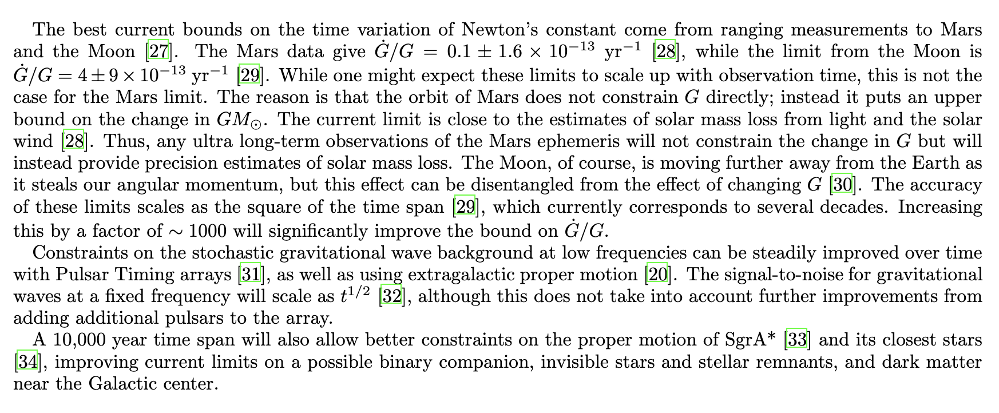 The best current bounds on the time variation of Newton's constant come from ranging measurements to Mars
and the Moon [27]. The Mars data give Ġ/G = 0.1 ± 1.6 × 10⁻¹³ yr⁻¹ [28], while the limit from the Moon is
Ġ/G = 4 ± 9 × 10⁻¹³ yr⁻¹ [29]. While one might expect these limits to scale up with observation time, this is not the
case for the Mars limit. The reason is that the orbit of Mars does not constrain G directly; instead it puts an upper
bound on the change in GM☉. The current limit is close to the estimates of solar mass loss from light and the solar
wind [28]. Thus, any ultra long-term observations of the Mars ephemeris will not constrain the change in G but will
instead provide precision estimates of solar mass loss. The Moon, of course, is moving further away from the Earth as
it steals our angular momentum, but this effect can be disentangled from the effect of changing G [30]. The accuracy
of these limits scales as the square of the time span [29], which currently corresponds to several decades. Increasing
this by a factor of ∼ 1000 will significantly improve the bound on Ġ/G.
Constraints on the stochastic gravitational wave background at low frequencies can be steadily improved over time
with Pulsar Timing arrays [31], as well as using extragalactic proper motion [20]. The signal-to-noise for gravitational
waves at a fixed frequency will scale as t¹ᐟ² [32], although this does not take into account further improvements from
adding additional pulsars to the array.
A 10,000 year time span will also allow better constraints on the proper motion of SgrA* [33] and its closest stars
[34], improving current limits on a possible binary companion, invisible stars and stellar remnants, and dark matter
near the Galactic center.